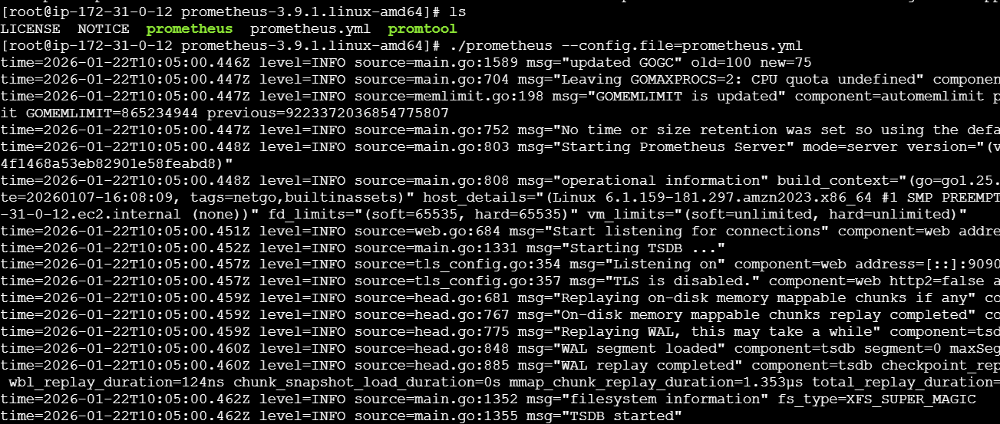 [root@ip-172-31-0-12 prometheus-3.9.1.linux-amd64]# ls
LICENSE  NOTICE  prometheus  prometheus.yml  promtool
[root@ip-172-31-0-12 prometheus-3.9.1.linux-amd64]# ./prometheus --config.file=prometheus.yml
time=2026-01-22T10:05:00.446Z level=INFO source=main.go:1589 msg="updated GOGC" old=100 new=75
time=2026-01-22T10:05:00.447Z level=INFO source=main.go:704 msg="Leaving GOMAXPROCS=2: CPU quota undefined" componen
time=2026-01-22T10:05:00.447Z level=INFO source=memlimit.go:198 msg="GOMEMLIMIT is updated" component=automemlimit p
it GOMEMLIMIT=865234944 previous=9223372036854775807
time=2026-01-22T10:05:00.447Z level=INFO source=main.go:752 msg="No time or size retention was set so using the defa
time=2026-01-22T10:05:00.448Z level=INFO source=main.go:803 msg="Starting Prometheus Server" mode=server version="(v
4f1468a53eb82901e58feabd8)"
time=2026-01-22T10:05:00.448Z level=INFO source=main.go:808 msg="operational information" build_context="(go=go1.25.
te=20260107-16:08:09, tags=netgo,builtinassets)" host_details="(Linux 6.1.159-181.297.amzn2023.x86_64 #1 SMP PREEMPT
-31-0-12.ec2.internal (none))" fd_limits="(soft=65535, hard=65535)" vm_limits="(soft=unlimited, hard=unlimited)"
time=2026-01-22T10:05:00.451Z level=INFO source=web.go:684 msg="Start listening for connections" component=web addre
time=2026-01-22T10:05:00.452Z level=INFO source=main.go:1331 msg="Starting TSDB ..."
time=2026-01-22T10:05:00.457Z level=INFO source=tls_config.go:354 msg="Listening on" component=web address=[::]:9090
time=2026-01-22T10:05:00.457Z level=INFO source=tls_config.go:357 msg="TLS is disabled." component=web http2=false a
time=2026-01-22T10:05:00.459Z level=INFO source=head.go:681 msg="Replaying on-disk memory mappable chunks if any" co
time=2026-01-22T10:05:00.459Z level=INFO source=head.go:767 msg="On-disk memory mappable chunks replay completed" co
time=2026-01-22T10:05:00.459Z level=INFO source=head.go:775 msg="Replaying WAL, this may take a while" component=tsd
time=2026-01-22T10:05:00.460Z level=INFO source=head.go:848 msg="WAL segment loaded" component=tsdb segment=0 maxSeg
time=2026-01-22T10:05:00.460Z level=INFO source=head.go:885 msg="WAL replay completed" component=tsdb checkpoint_rep
wbl_replay_duration=124ns chunk_snapshot_load_duration=0s mmap_chunk_replay_duration=1.353µs total_replay_duration=
time=2026-01-22T10:05:00.462Z level=INFO source=main.go:1352 msg="filesystem information" fs_type=XFS_SUPER_MAGIC
time=2026-01-22T10:05:00.462Z level=INFO source=main.go:1355 msg="TSDB started"